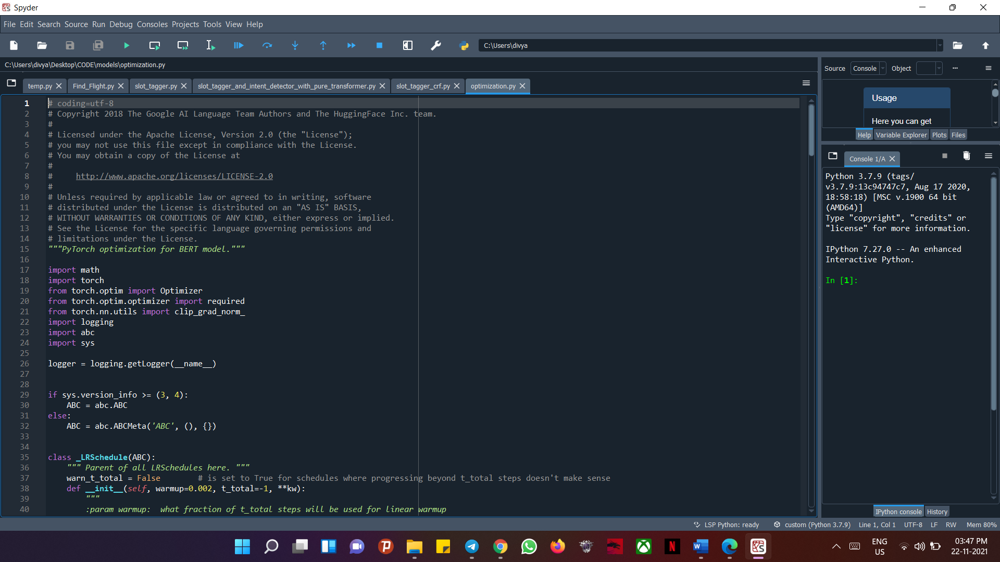 Spyder
File Edit Search Source Run Debug Consoles Projects Tools View Help
C:\Users\divya
C:\Users\divya\Desktop\CODE\models\optimization.py
temp.py Find_Flight.py slot_tagger.py slot_tagger_and_intent_detector_with_pure_transformer.py slot_tagger_crf.py optimization.py
1 # coding=utf-8
2 # Copyright 2018 The Google AI Language Team Authors and The HuggingFace Inc. team.
3 #
4 # Licensed under the Apache License, Version 2.0 (the "License");
5 # you may not use this file except in compliance with the License.
6 # You may obtain a copy of the License at
7 #
8 #     http://www.apache.org/licenses/LICENSE-2.0
9 #
10 # Unless required by applicable law or agreed to in writing, software
11 # distributed under the License is distributed on an "AS IS" BASIS,
12 # WITHOUT WARRANTIES OR CONDITIONS OF ANY KIND, either express or implied.
13 # See the License for the specific language governing permissions and
14 # limitations under the License.
15 """PyTorch optimization for BERT model."""
16
17 import math
18 import torch
19 from torch.optim import Optimizer
20 from torch.optim.optimizer import required
21 from torch.nn.utils import clip_grad_norm_
22 import logging
23 import abc
24 import sys
25
26 logger = logging.getLogger(__name__)
27
28
29 if sys.version_info >= (3, 4):
30     ABC = abc.ABC
31 else:
32     ABC = abc.ABCMeta('ABC', (), {})
33
34
35 class _LRSchedule(ABC):
36     """ Parent of all LRSchedules here. """
37     warn_t_total = False        # is set to True for schedules where progressing beyond t_total steps doesn't make sense
38     def __init__(self, warmup=0.002, t_total=-1, **kw):
39         """
40         :param warmup:  what fraction of t_total steps will be used for linear warmup
Source Console Object
Usage
Here you can get
Help Variable Explorer Plots Files
Console 1/A
Python 3.7.9 (tags/
v3.7.9:13c94747c7, Aug 17 2020,
18:58:18) [MSC v.1900 64 bit
(AMD64)]
Type "copyright", "credits" or
"license" for more information.
IPython 7.27.0 -- An enhanced
Interactive Python.
In [1]:
IPython console History
LSP Python: ready custom (Python 3.7.9) Line 1, Col 1 UTF-8 LF RW Mem 80%
ENG
US
03:47 PM
22-11-2021